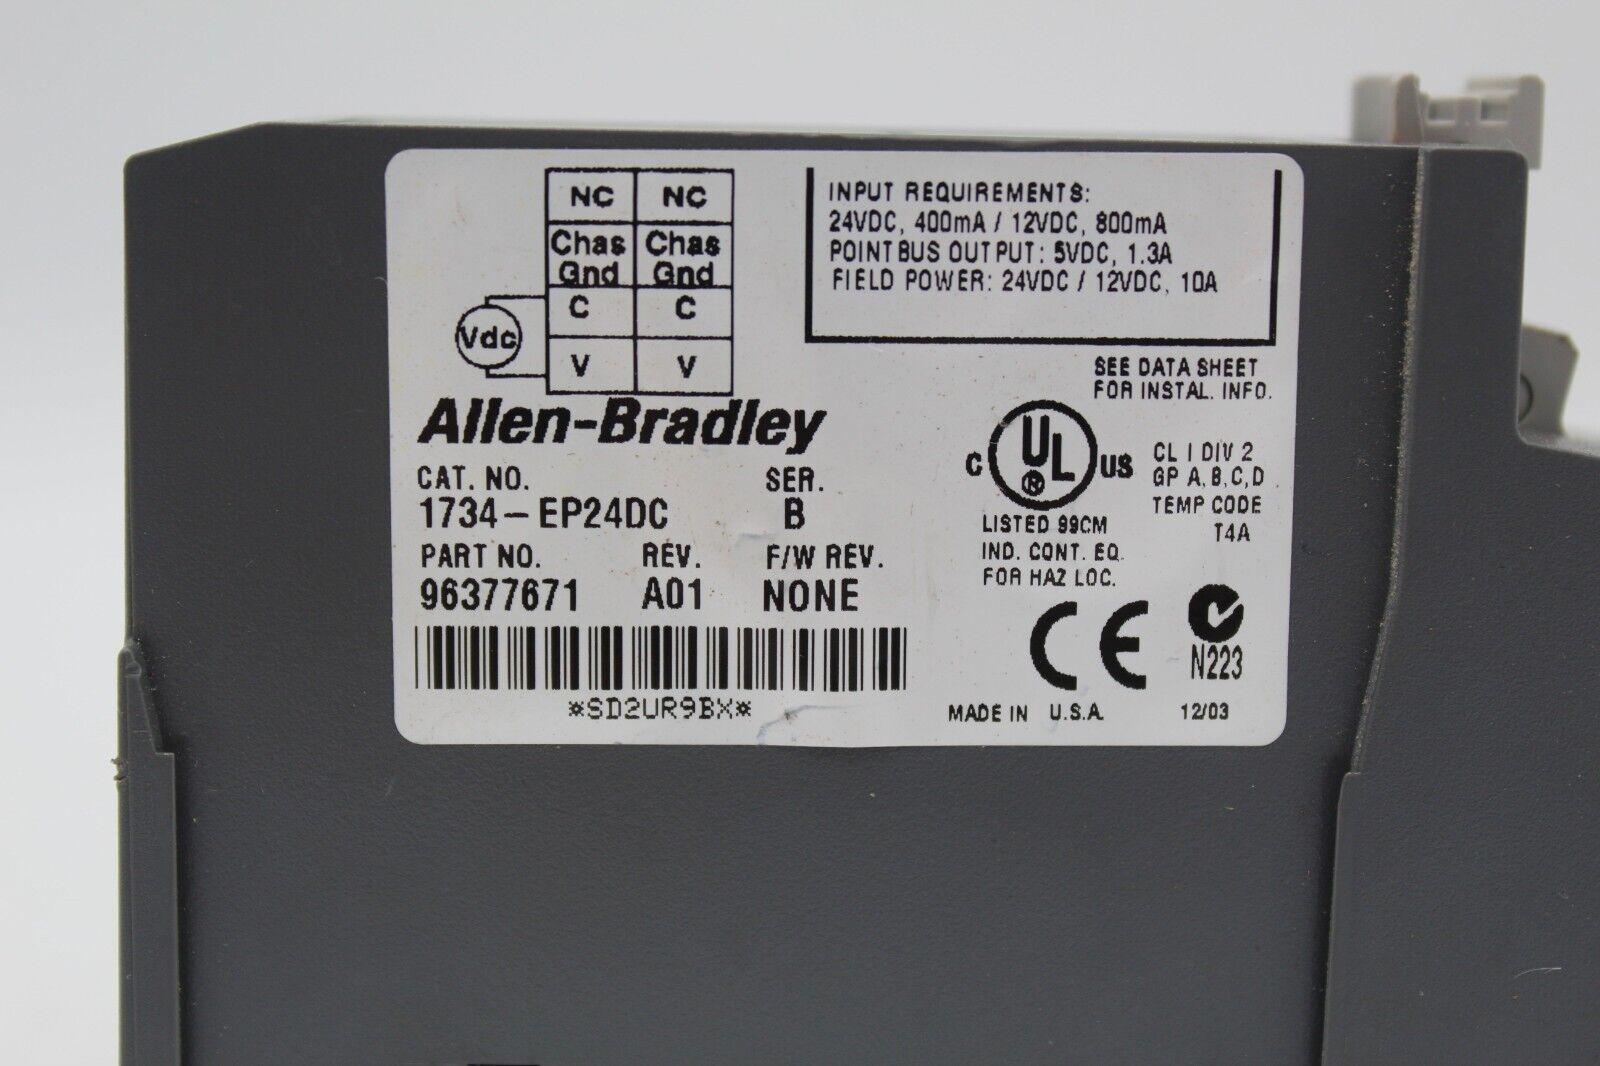 NC NC
Chas Chas
Gnd Gnd
C C
Vdc
V V
INPUT REQUIREMENTS:
24VDC, 400mA / 12VDC, 800mA
POINTBUS OUTPUT: 5VDC, 1.3A
FIELD POWER: 24VDC / 12VDC, 10A
SEE DATA SHEET
FOR INSTAL. INFO.
Allen-Bradley
CAT. NO. SER.
1734-EP24DC B
PART NO. REV. F/W REV.
96377671 A01 NONE
*SD2UR9BX*
C UL ® US
LISTED 99CM
IND. CONT. EQ.
FOR HAZ LOC.
CL I DIV 2
GP A, B, C, D
TEMP CODE
T4A
CE
N223
MADE IN U.S.A. 12/03